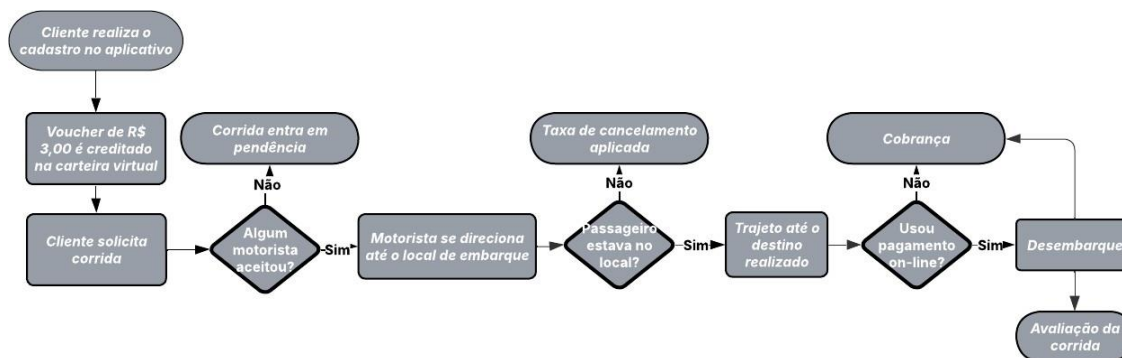 Cliente realiza o
cadastro no aplicativo
Voucher de R$
3,00 é creditado
na carteira virtual
Cliente solicita
corrida
Corrida entra em
pendência
Não
Algum
motorista
aceitou?
Sim
Motorista se direciona
até o local de embarque
Taxa de cancelamento
aplicada
Não
Passageiro
estava no
local?
Sim
Trajeto até o
destino
realizado
Cobrança
Não
Usou
pagamento
on-line?
Sim
Desembarque
Avaliação da
corrida